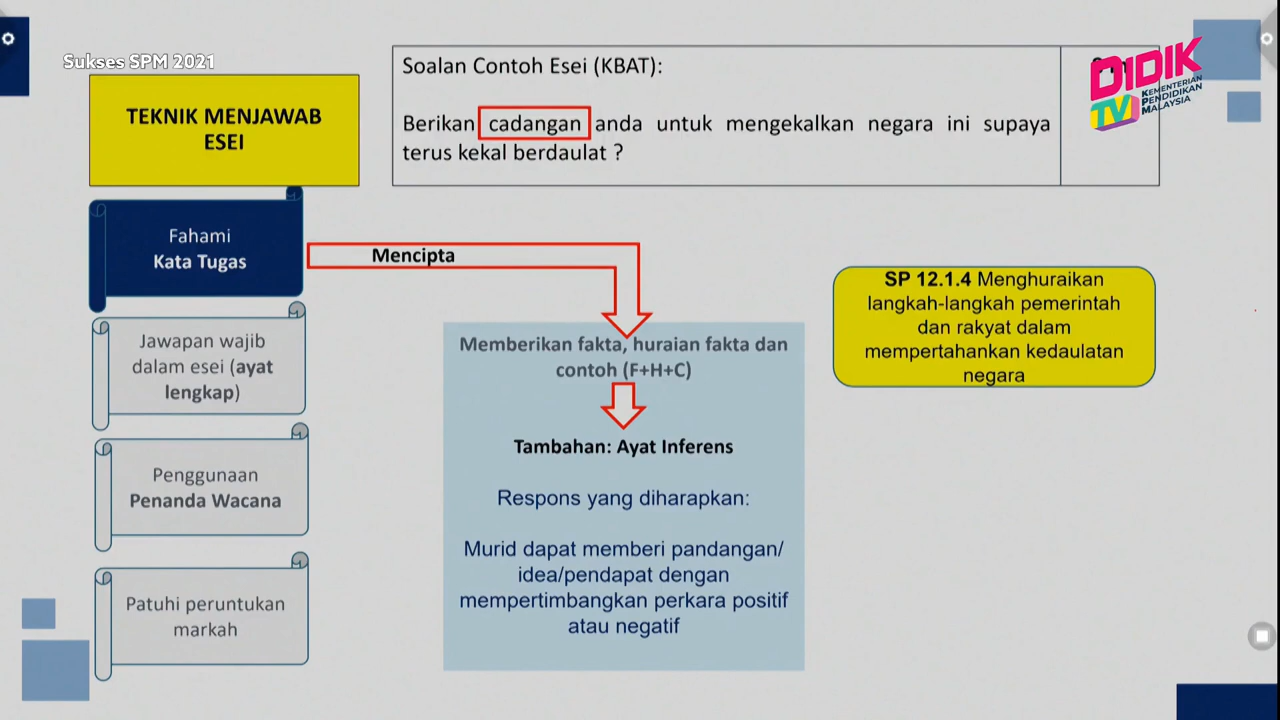 Sukses SPM 2021
TEKNIK MENJAWAB
ESEI
Soalan Contoh Esei (KBAT):
Berikan cadangan anda untuk mengekalkan negara ini supaya
terus kekal berdaulat ?
DIDIK
TV
KEMENTERIAN
PENDIDIKAN
MALAYSIA
Fahami
Kata Tugas
Mencipta
Jawapan wajib
dalam esei (ayat
lengkap)
Penggunaan
Penanda Wacana
Patuhi peruntukan
markah
Memberikan fakta, huraian fakta dan
contoh (F+H+C)
Tambahan: Ayat Inferens
Respons yang diharapkan:
Murid dapat memberi pandangan/
idea/pendapat dengan
mempertimbangkan perkara positif
atau negatif
SP 12.1.4 Menghuraikan
langkah-langkah pemerintah
dan rakyat dalam
mempertahankan kedaulatan
negara